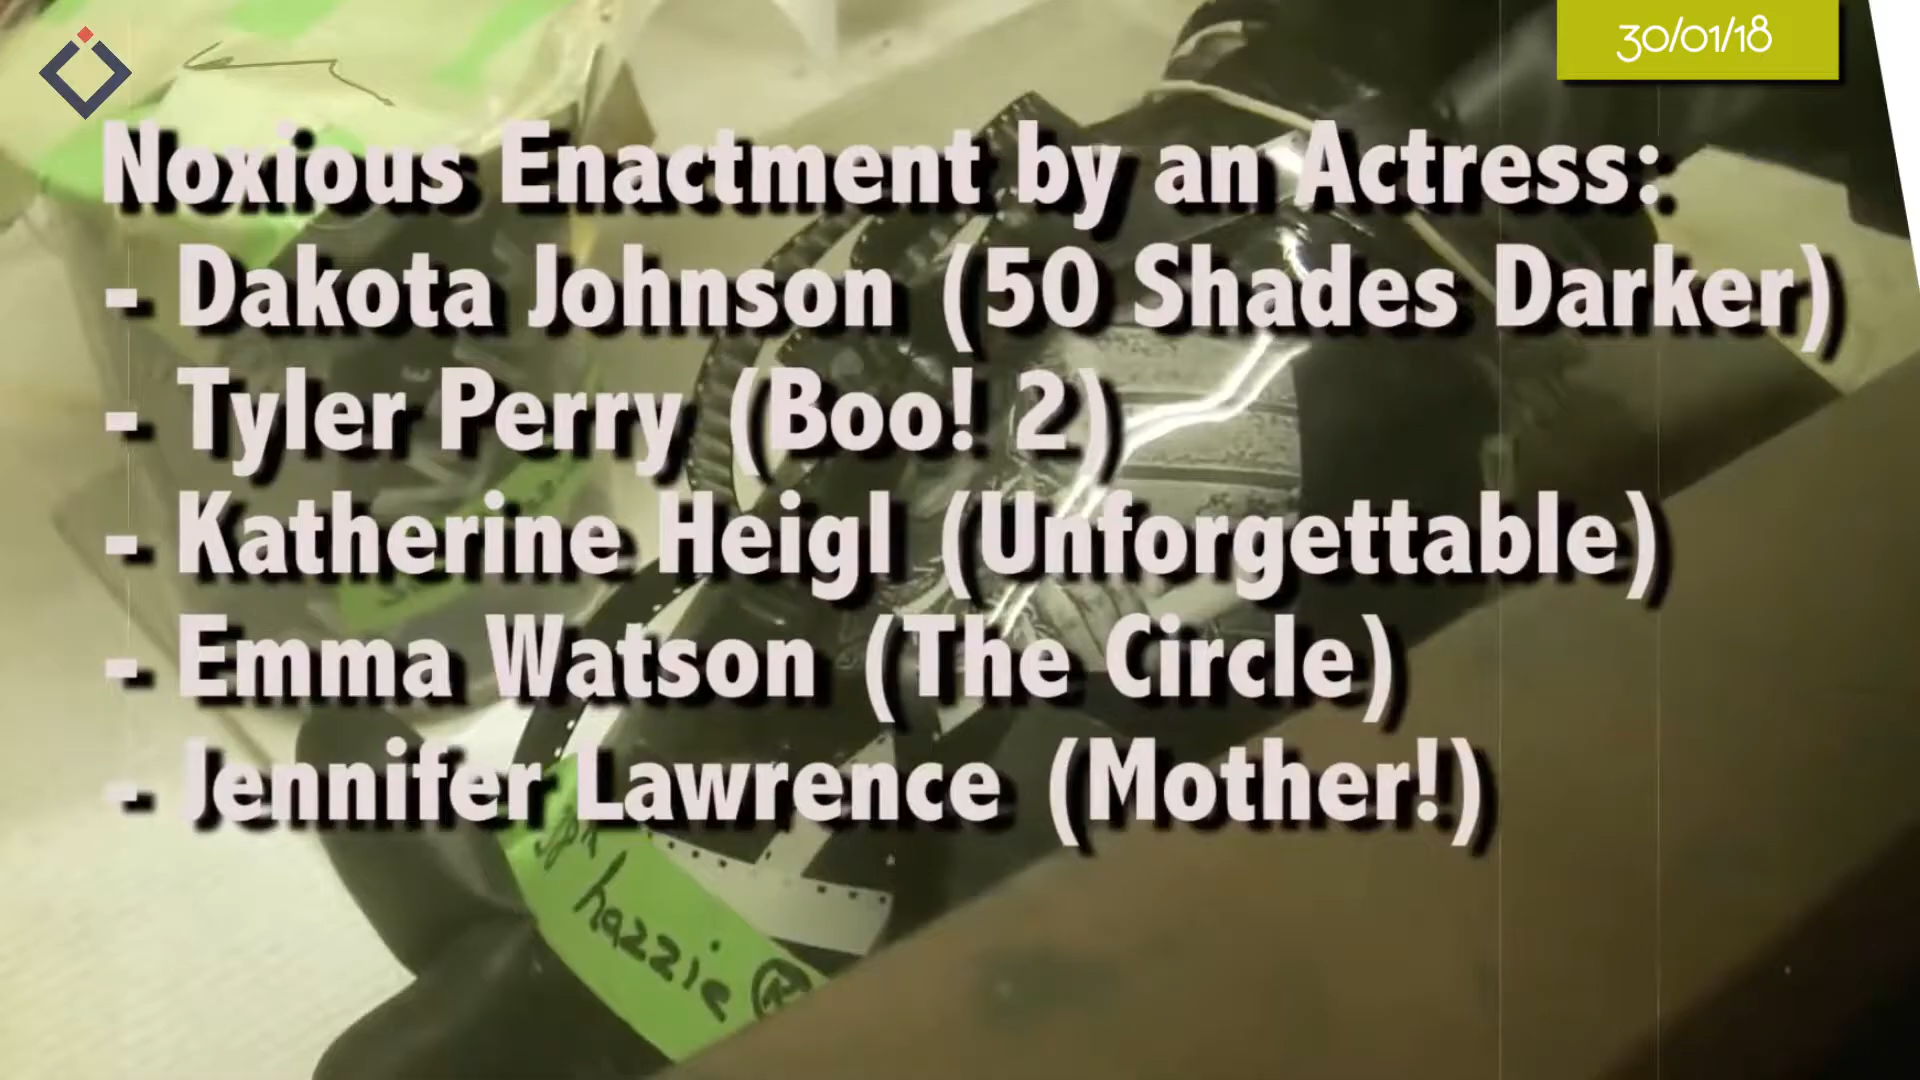 30/01/18
Noxious Enactment by an Actress:
- Dakota Johnson (50 Shades Darker)
- Tyler Perry (Boo! 2)
- Katherine Heigl (Unforgettable)
- Emma Watson (The Circle)
- Jennifer Lawrence (Mother!)
hazzie ®